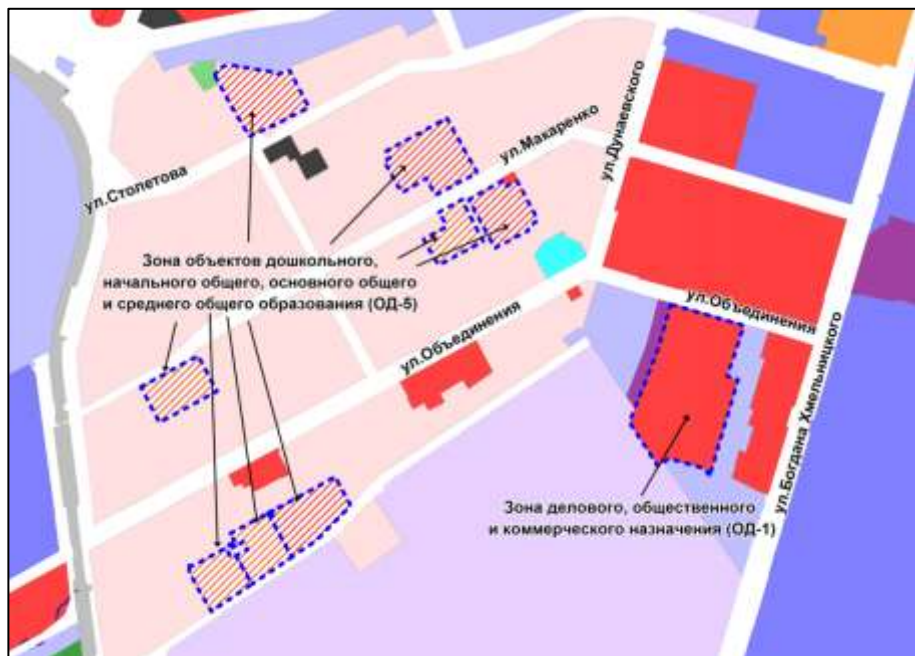 ул.Столетова
ул.Макаренко
ул.Дунаевского
Зона объектов дошкольного,
начального общего, основного общего
и среднего общего образования (ОД-5)
ул.Объединения
ул.Объединения
ул.Богдана Хмельницкого
Зона делового, общественного
и коммерческого назначения (ОД-1)